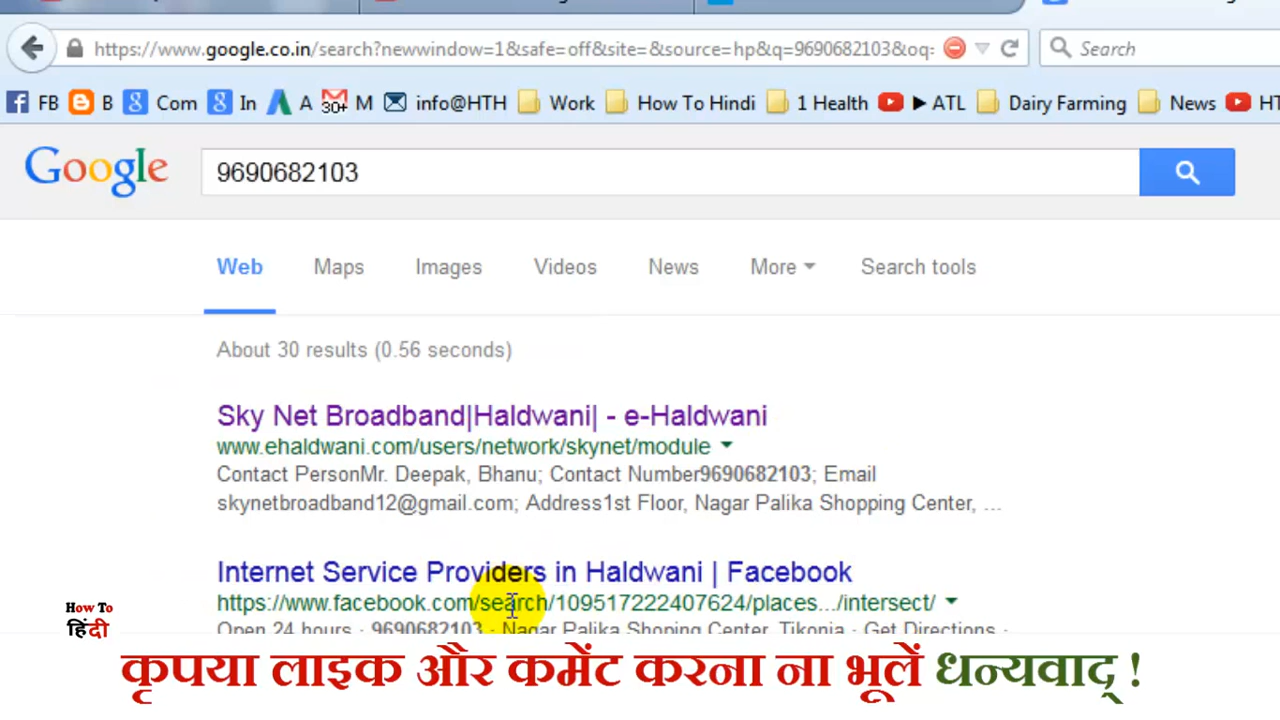 https://www.google.co.in/search?newwindow=1&safe=off&site=&source=hp&q=9690682103&oq= Search
FB B Com In A 30+ M info@HTH Work How To Hindi 1 Health ▶ ATL Dairy Farming News
Google 9690682103
Web Maps Images Videos News More Search tools
About 30 results (0.56 seconds)
Sky Net Broadband|Haldwani| - e-Haldwani
www.ehaldwani.com/users/network/skynet/module
Contact PersonMr. Deepak, Bhanu; Contact Number9690682103; Email
skynetbroadband12@gmail.com; Address1st Floor, Nagar Palika Shopping Center, ...
Internet Service Providers in Haldwani | Facebook
https://www.facebook.com/search/109517222407624/places.../intersect/
Open 24 hours · 9690682103 · Nagar Palika Shoping Center, Tikonia · Get Directions ·
How To
हिंदी
कृपया लाइक और कमेंट करना ना भूलें धन्यवाद् !